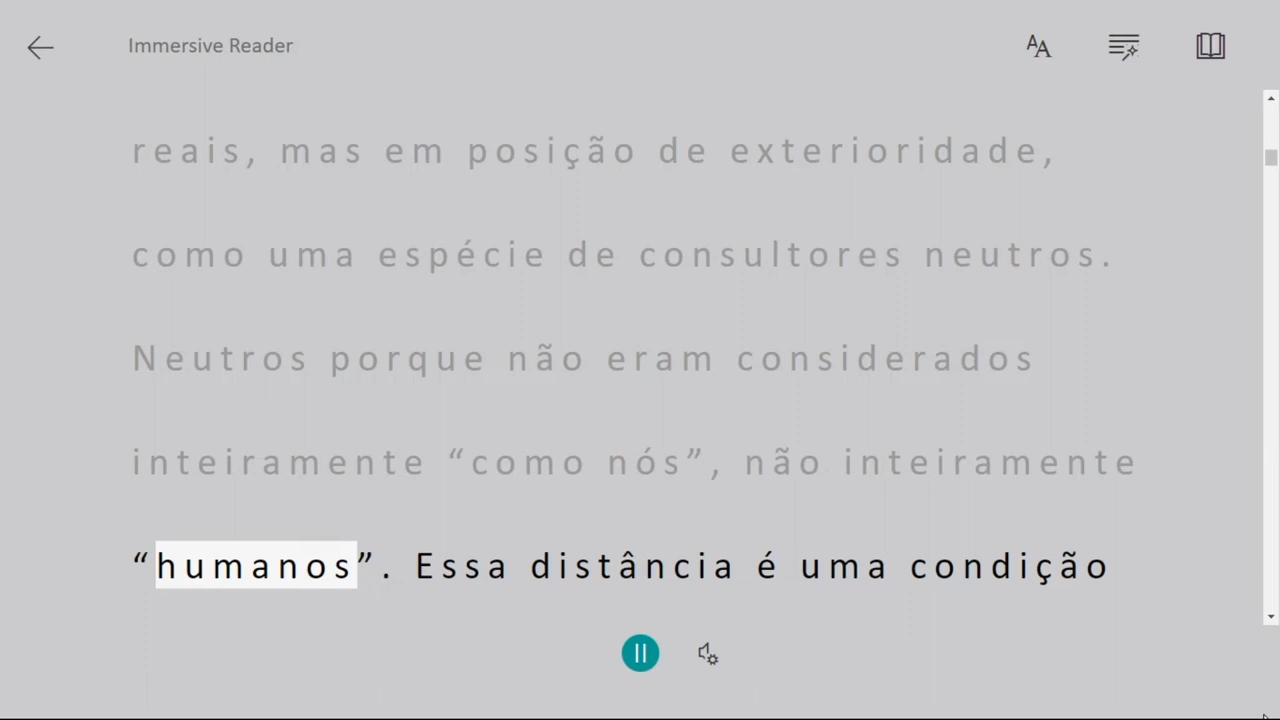 Immersive Reader
reais, mas em posição de exterioridade,
como uma espécie de consultores neutros.
Neutros porque não eram considerados
inteiramente “como nós”, não inteiramente
“humanos”. Essa distância é uma condição